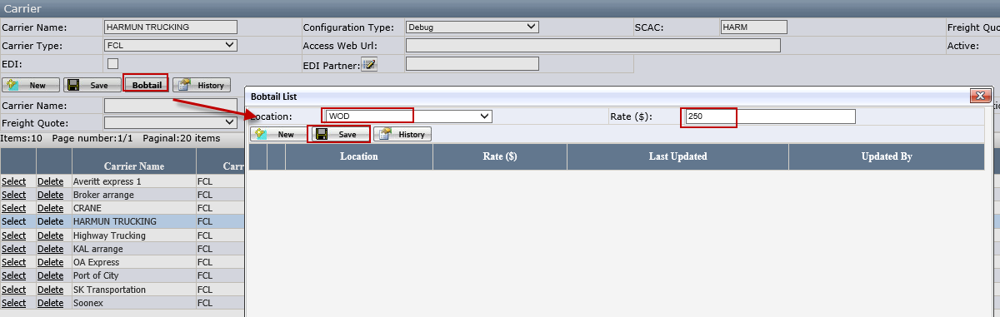 Carrier
Carrier Name: HARMUN TRUCKING Configuration Type: Debug SCAC: HARM Freight Quo
Carrier Type: FCL Access Web Url: Active:
EDI: EDI Partner:
New Save Bobtail History
Carrier Name:
Freight Quote:
Items:10 Page number:1/1 Paginal:20 items
Carrier Name Carr
Select Delete Averitt express 1 FCL
Select Delete Broker arrange FCL
Select Delete CRANE FCL
Select Delete HARMUN TRUCKING FCL
Select Delete Highway Trucking FCL
Select Delete KAL arrange FCL
Select Delete OA Express FCL
Select Delete Port of City FCL
Select Delete SK Transportation FCL
Select Delete Soonex FCL
Bobtail List
Location: WOD Rate ($): 250
New Save History
Location Rate ($) Last Updated Updated By